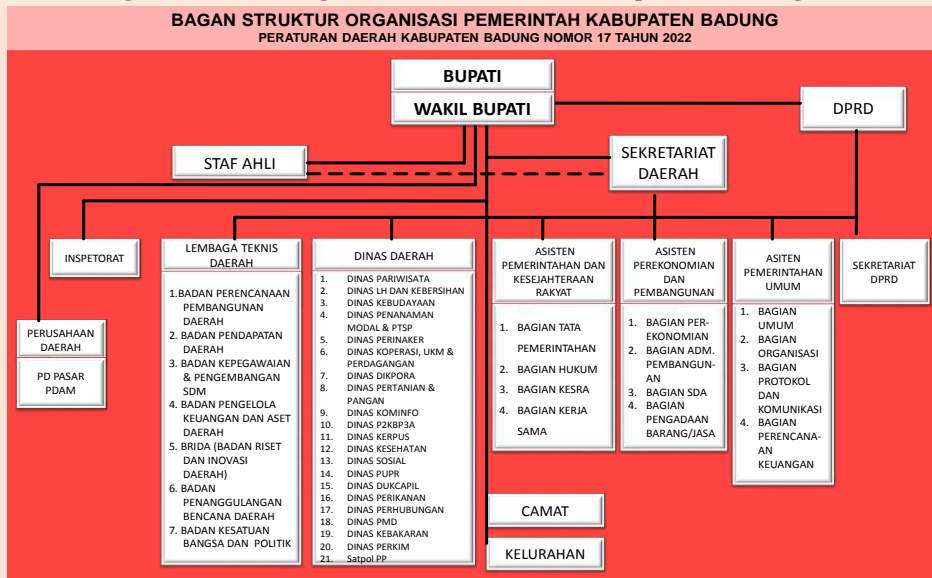 BAGAN STRUKTUR ORGANISASI PEMERINTAH KABUPATEN BADUNG
PERATURAN DAERAH KABUPATEN BADUNG NOMOR 17 TAHUN 2022
BUPATI
WAKIL BUPATI
DPRD
STAF AHLI
SEKRETARIAT
DAERAH
INSPETORAT
PERUSAHAAN
DAERAH
PD PASAR
PDAM
LEMBAGA TEKNIS
DAERAH
1.BADAN PERENCANAAN
PEMBANGUNAN
DAERAH
2. BADAN PENDAPATAN
DAERAH
3. BADAN KEPEGAWAIAN
& PENGEMBANGAN
SDM
4. BADAN PENGELOLA
KEUANGAN DAN ASET
DAERAH
5. BRIDA (BADAN RISET
DAN INOVASI
DAERAH)
6. BADAN
PENANGGULANGAN
BENCANA DAERAH
7. BADAN KESATUAN
BANGSA DAN POLITIK
DINAS DAERAH
1. DINAS PARIWISATA
2. DINAS LH DAN KEBERSIHAN
3. DINAS KEBUDAYAAN
4. DINAS PENANAMAN
MODAL & PTSP
5. DINAS PERINAKER
6. DINAS KOPERASI, UKM &
PERDAGANGAN
7. DINAS DIKPORA
8. DINAS PERTANIAN &
PANGAN
9. DINAS KOMINFO
10. DINAS P2KBP3A
11. DINAS KERPUS
12. DINAS KESEHATAN
13. DINAS SOSIAL
14. DINAS PUPR
15. DINAS DUKCAPIL
16. DINAS PERIKANAN
17. DINAS PERHUBUNGAN
18. DINAS PMD
19. DINAS KEBAKARAN
20. DINAS PERKIM
21. Satpol PP
ASISTEN
PEMERINTAHAN DAN
KESEJAHTERAAN
RAKYAT
1. BAGIAN TATA
PEMERINTAHAN
2. BAGIAN HUKUM
3. BAGIAN KESRA
4. BAGIAN KERJA
SAMA
ASISTEN
PEREKONOMIAN
DAN
PEMBANGUNAN
1. BAGIAN PER-
EKONOMIAN
2. BAGIAN ADM.
PEMBANGUN-
AN
3. BAGIAN SDA
4. BAGIAN
PENGADAAN
BARANG/JASA
ASITEN
PEMERINTAHAN
UMUM
1. BAGIAN
UMUM
2. BAGIAN
ORGANISASI
3. BAGIAN
PROTOKOL
DAN
KOMUNIKASI
4. BAGIAN
PERENCANA-
AN
KEUANGAN
SEKRETARIAT
DPRD
CAMAT
KELURAHAN